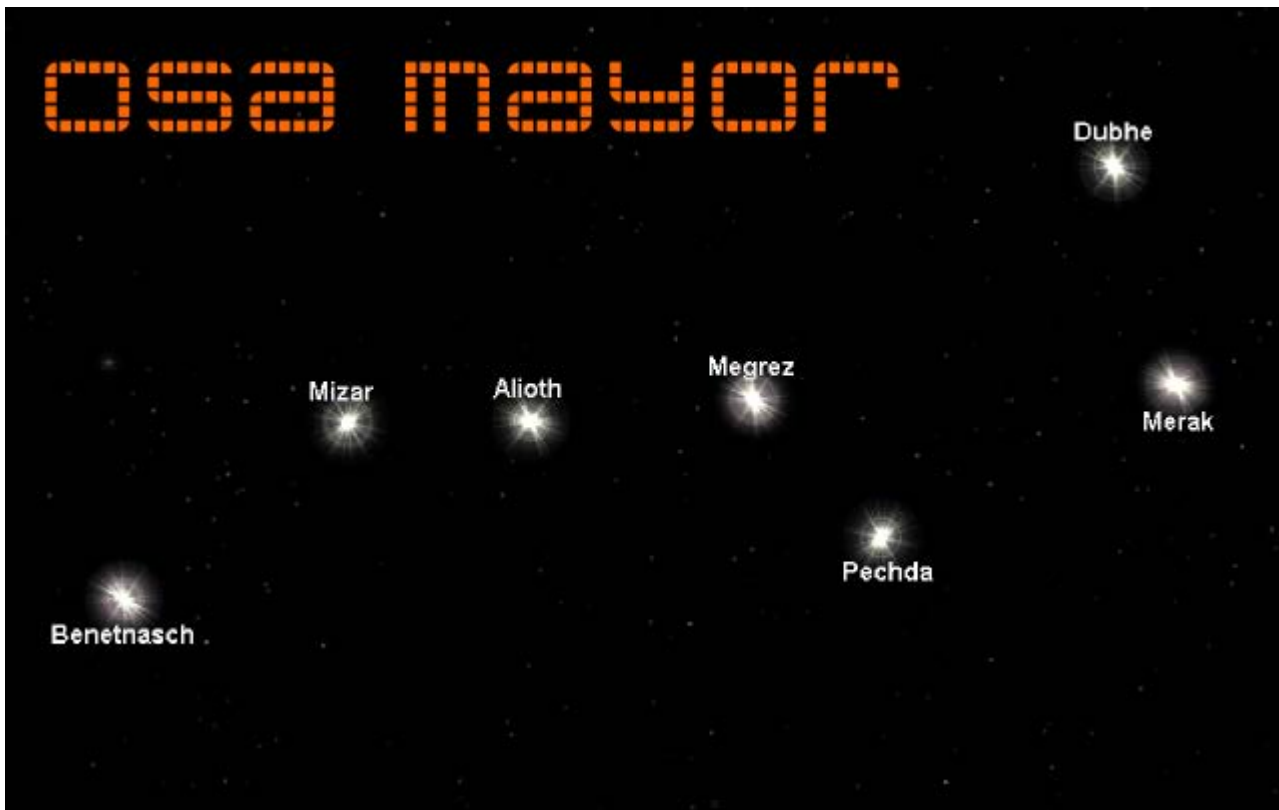 osa mayor
Dubhe
Megrez
Alioth
Mizar
Merak
Pechda
Benetnasch